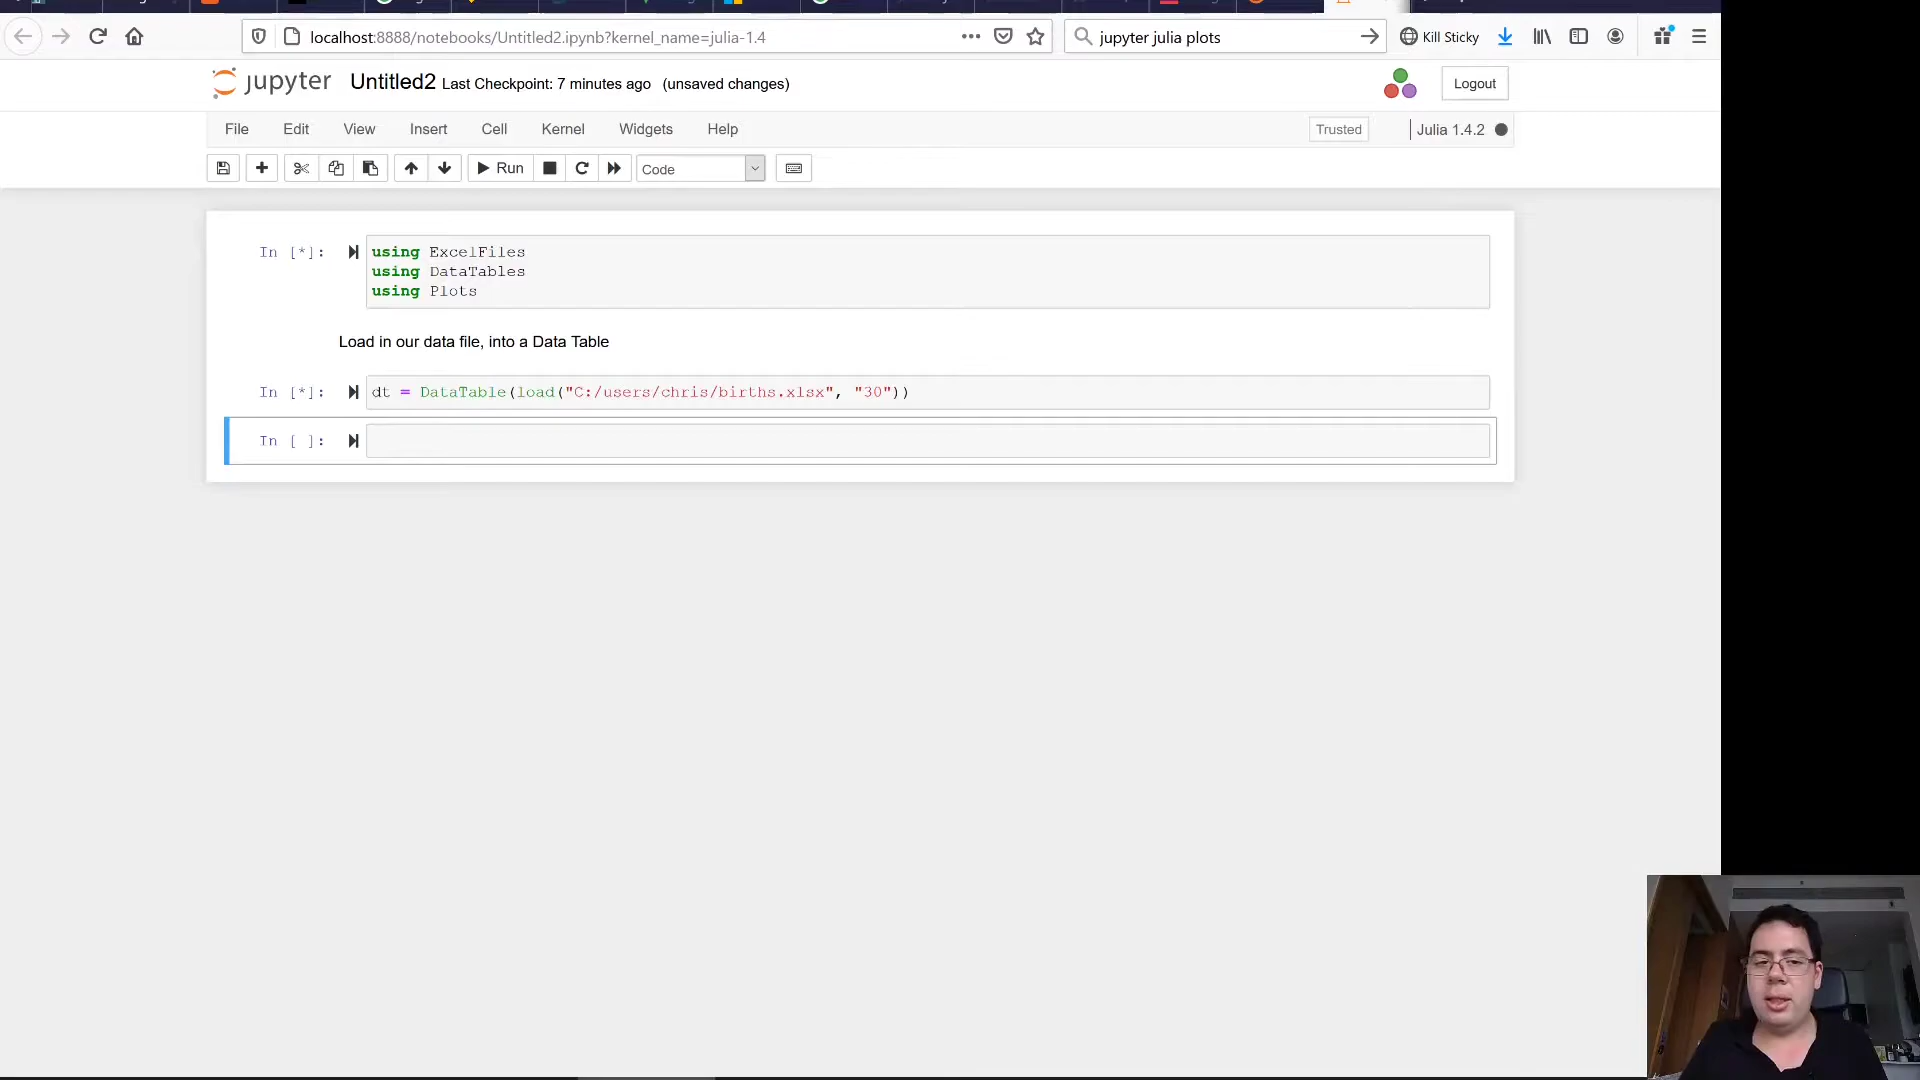 localhost:8888/notebooks/Untitled2.ipynb?kernel_name=julia-1.4
jupyter julia plots
Kill Sticky
jupyter Untitled2 Last Checkpoint: 7 minutes ago (unsaved changes)
Logout
File Edit View Insert Cell Kernel Widgets Help
Trusted
Julia 1.4.2
Run
Code
In [*]:
using ExcelFiles
using DataTables
using Plots
Load in our data file, into a Data Table
In [*]:
dt = DataTable(load("C:/users/chris/births.xlsx", "30"))
In [ ]: